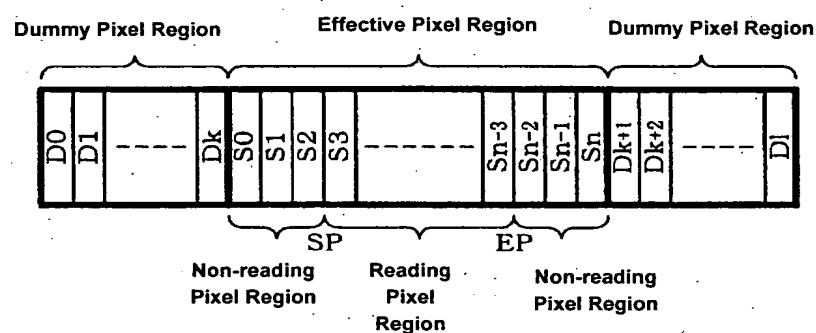 Dummy Pixel Region
Effective Pixel Region
Dummy Pixel Region
D0 D1 Dk S0 S1 S2 S3 Sn-3 Sn-2 Sn-1 Sn Dk+1 Dk+2 Dl
SP EP
Non-reading
Pixel Region
Reading
Pixel
Region
Non-reading
Pixel Region